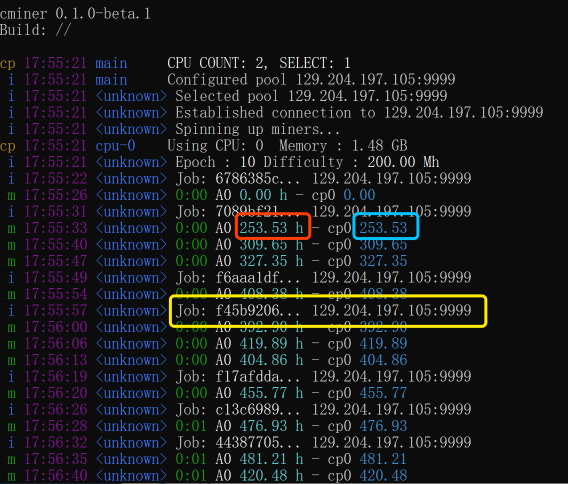 cminer 0.1.0-beta.1
Build: //
cp 17:55:21 main CPU COUNT: 2, SELECT: 1
i 17:55:21 main Configured pool 129.204.197.105:9999
i 17:55:21 <unknown> Selected pool 129.204.197.105:9999
i 17:55:21 <unknown> Established connection to 129.204.197.105:9999
i 17:55:21 <unknown> Spinning up miners...
cp 17:55:21 cpu-0 Using CPU: 0 Memory : 1.48 GB
i 17:55:21 <unknown> Epoch : 10 Difficulty : 200.00 Mh
i 17:55:22 <unknown> Job: 6786385c... 129.204.197.105:9999
m 17:55:26 <unknown> 0:00 A0 0.00 h - cp0 0.00
i 17:55:31 <unknown> Job: 7089bf21... 129.204.197.105:9999
m 17:55:33 <unknown> 0:00 A0 253.53 h - cp0 253.53
m 17:55:40 <unknown> 0:00 A0 309.65 h - cp0 309.65
m 17:55:47 <unknown> 0:00 A0 327.35 h - cp0 327.35
i 17:55:49 <unknown> Job: f6aaa1df... 129.204.197.105:9999
m 17:55:54 <unknown> 0:00 A0 408.38 h - cp0 408.38
i 17:55:57 <unknown> Job: f45b9206... 129.204.197.105:9999
m 17:56:00 <unknown> 0:00 A0 392.90 h - cp0 392.90
m 17:56:06 <unknown> 0:00 A0 419.89 h - cp0 419.89
m 17:56:13 <unknown> 0:00 A0 404.86 h - cp0 404.86
i 17:56:19 <unknown> Job: f17afdda... 129.204.197.105:9999
m 17:56:20 <unknown> 0:00 A0 455.77 h - cp0 455.77
i 17:56:26 <unknown> Job: c13c6989... 129.204.197.105:9999
m 17:56:28 <unknown> 0:01 A0 476.93 h - cp0 476.93
i 17:56:32 <unknown> Job: 44387705... 129.204.197.105:9999
m 17:56:35 <unknown> 0:01 A0 481.21 h - cp0 481.21
m 17:56:40 <unknown> 0:01 A0 420.48 h - cp0 420.48